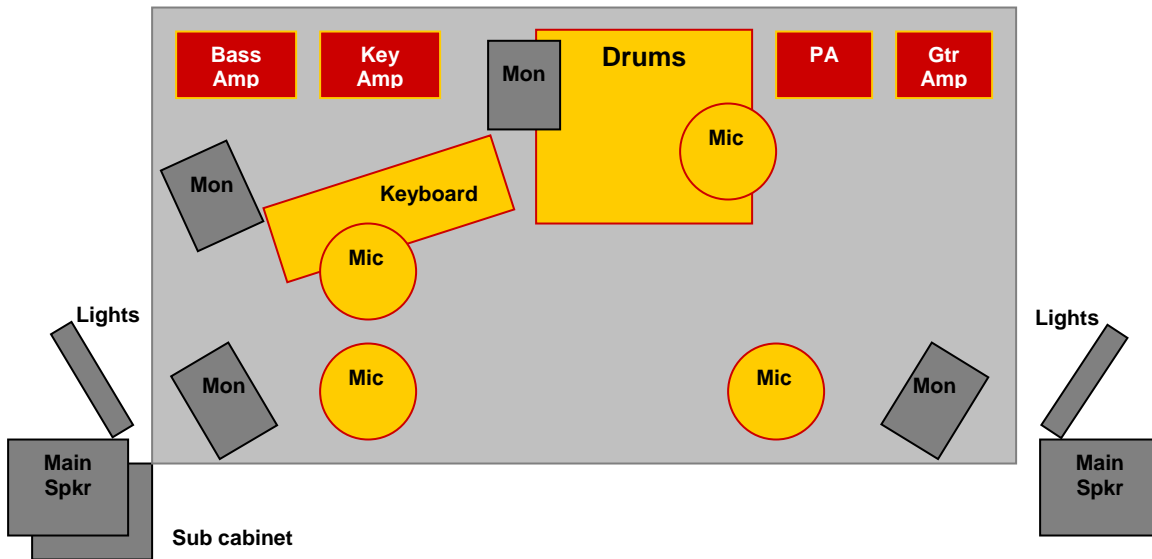 Bass
Amp
Key
Amp
Mon
Drums
PA
Gtr
Amp
Mic
Mon
Keyboard
Mic
Lights
Lights
Mon
Mic
Mic
Mon
Main
Spkr
Main
Spkr
Sub cabinet